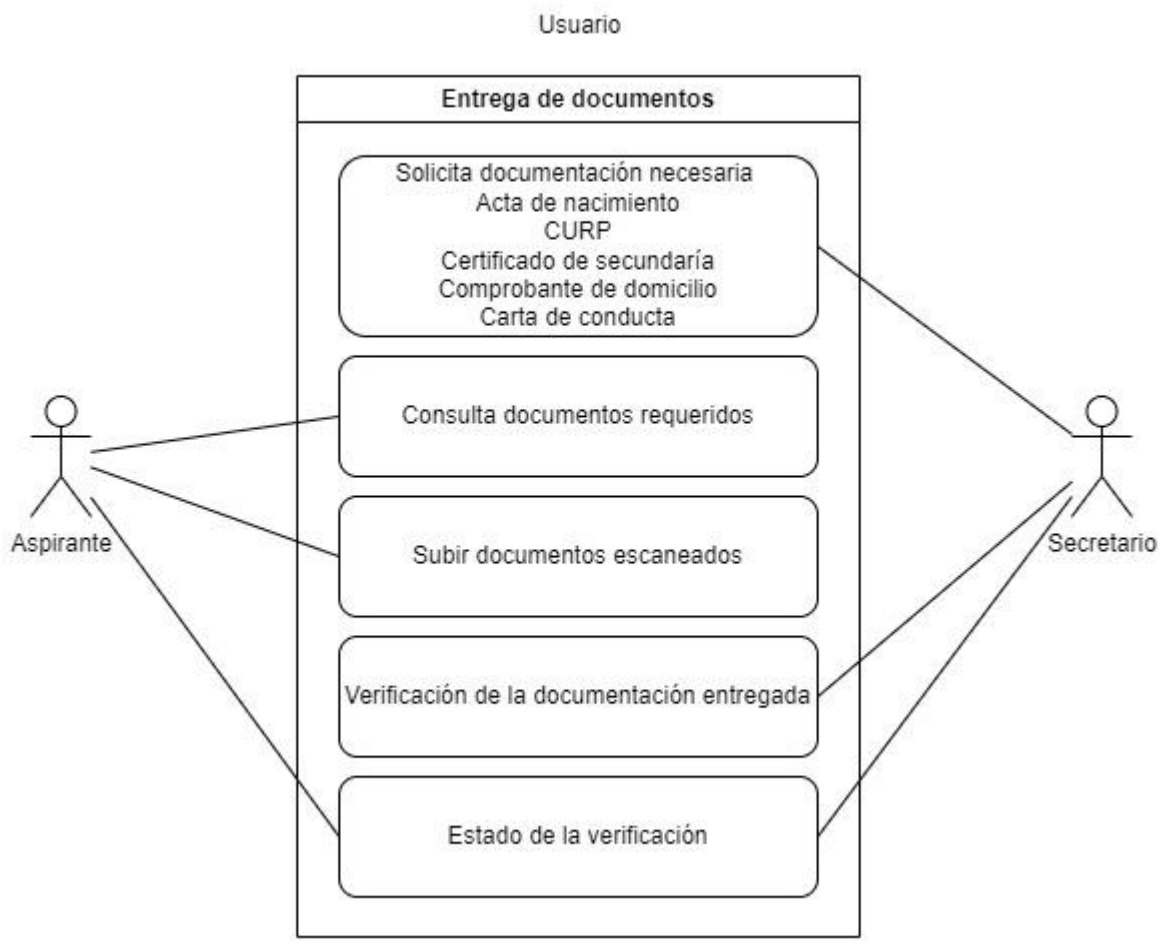 Usuario
Entrega de documentos
Solicita documentación necesaria
Acta de nacimiento
CURP
Certificado de secundaría
Comprobante de domicilio
Carta de conducta
Consulta documentos requeridos
Subir documentos escaneados
Verificación de la documentación entregada
Estado de la verificación
Aspirante
Secretario